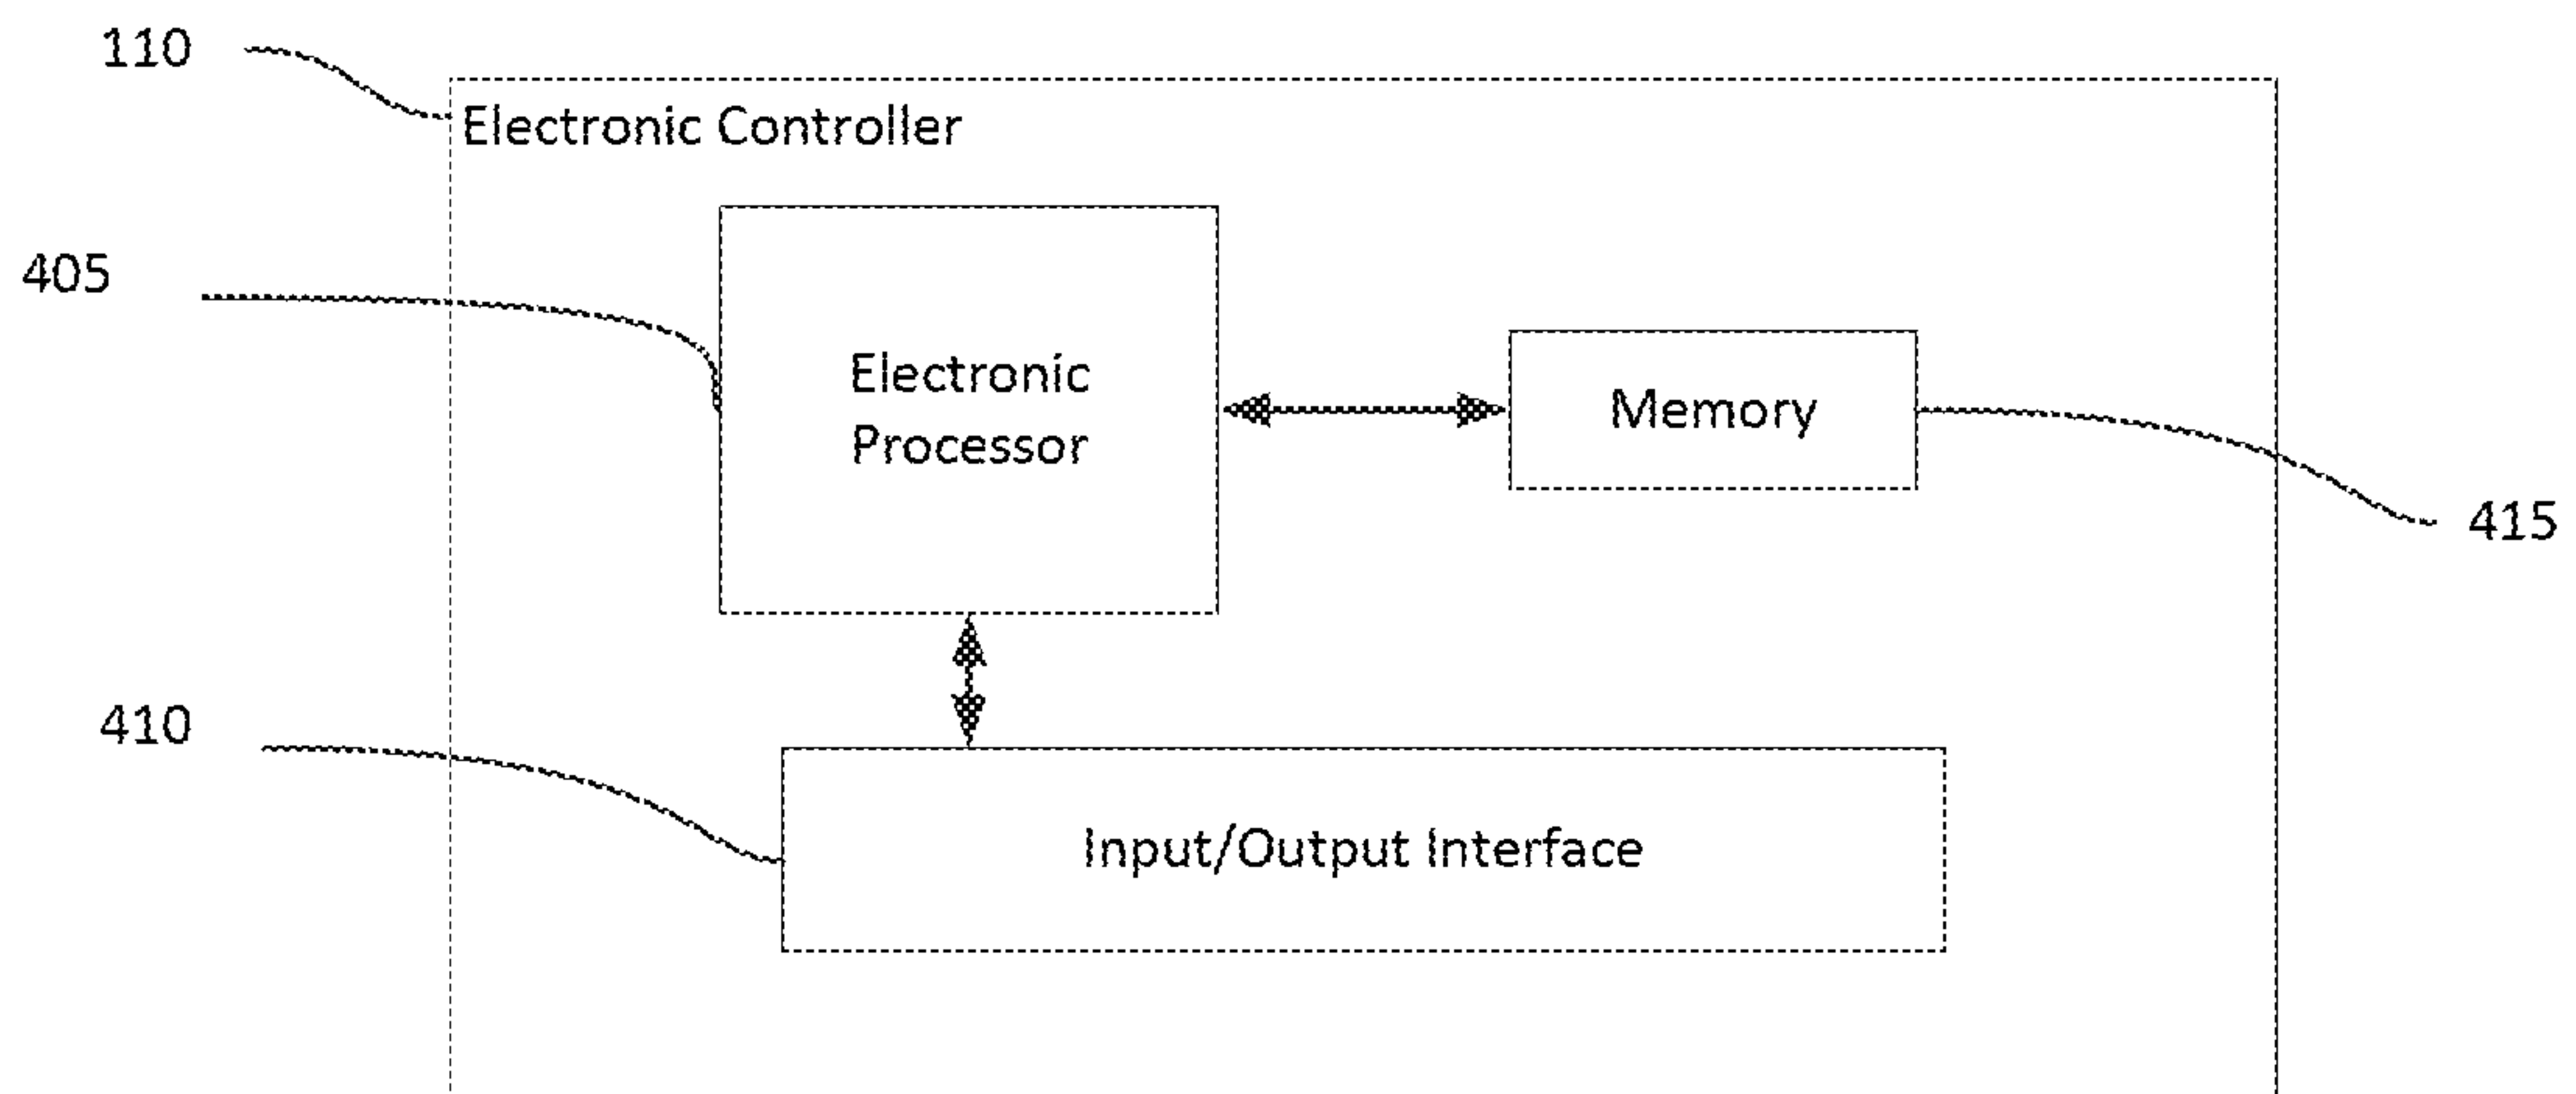 110
Electronic Controller
405
Electronic
Processor
Memory
415
410
Input/Output Interface